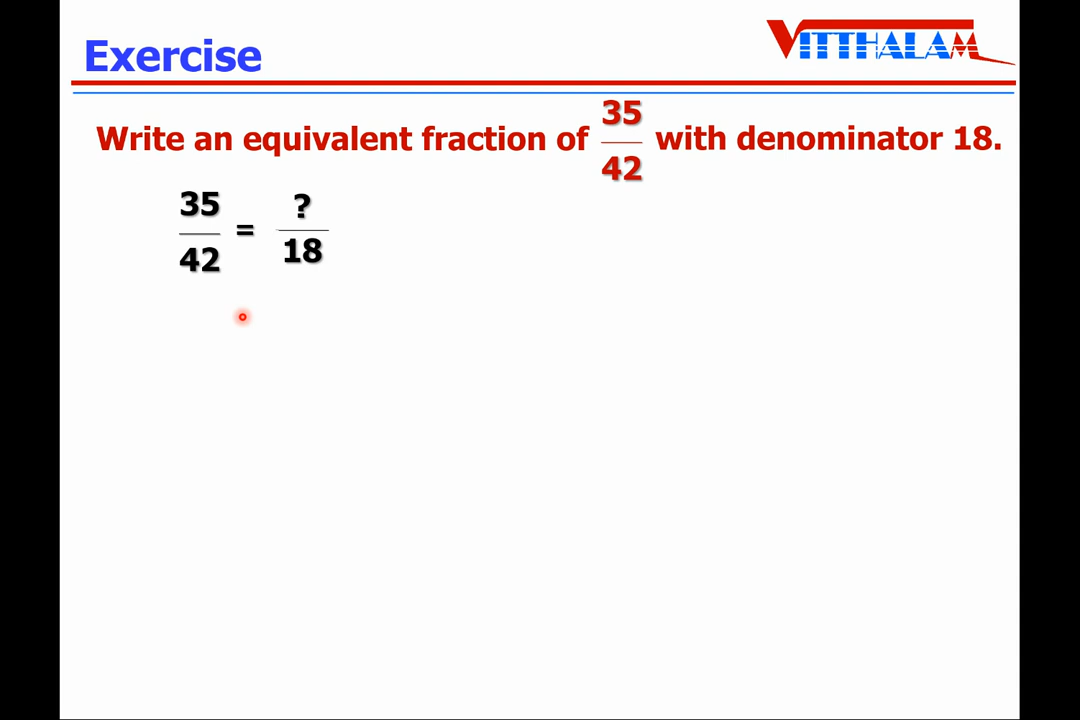 Exercise
VITTHALAM
Write an equivalent fraction of 35/42 with denominator 18.
35/42 = ?/18